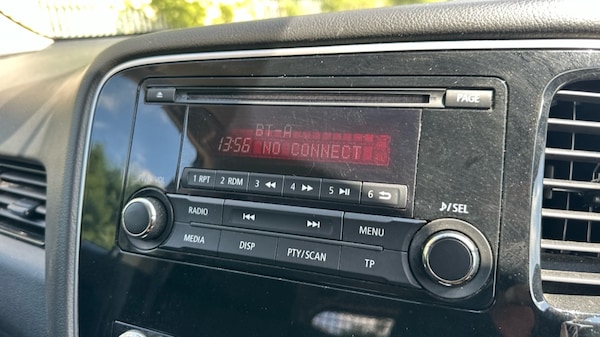 PAGE
BT-A
13:56 NO CONNECT
1 RPT 2 RDM 3 4 5 6
RADIO MENU
♪/SEL
MEDIA DISP PTY/SCAN TP